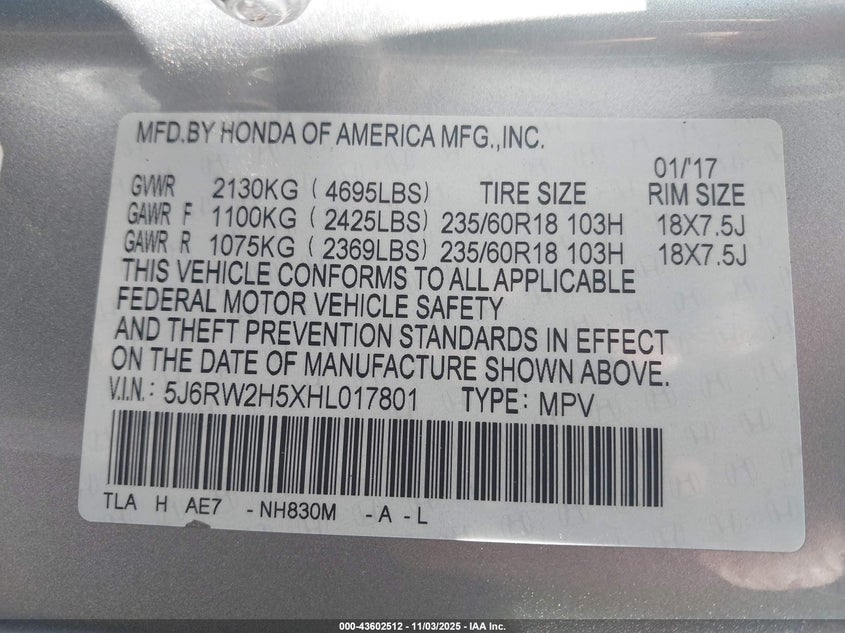 MFD.BY HONDA OF AMERICA MFG.,INC.
01/'17
GVWR 2130KG ( 4695LBS) TIRE SIZE RIM SIZE
GAWR F 1100KG (2425LBS) 235/60R18 103H 18X7.5J
GAWR R 1075KG (2369LBS) 235/60R18 103H 18X7.5J
THIS VEHICLE CONFORMS TO ALL APPLICABLE
FEDERAL MOTOR VEHICLE SAFETY
AND THEFT PREVENTION STANDARDS IN EFFECT
ON THE DATE OF MANUFACTURE SHOWN ABOVE.
V.I.N.: 5J6RW2H5XHL017801 TYPE: MPV
TLA H AE7 -NH830M -A-L
000-43602512 - 11/03/2025 - IAA Inc.